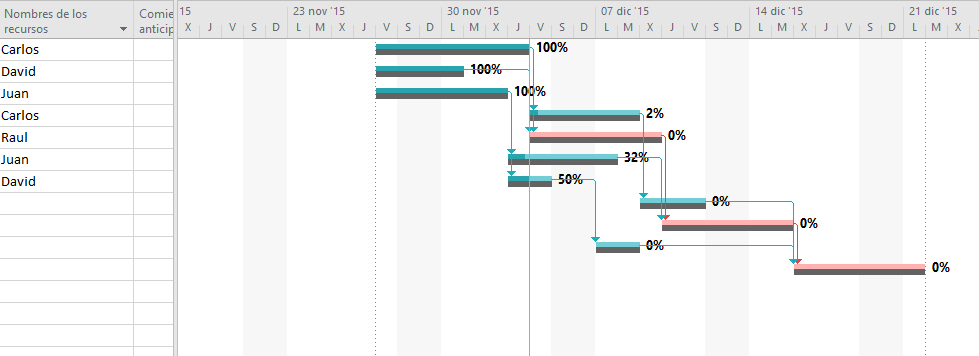 Nombres de los recursos
Comie
anticip
15 23 nov '15 30 nov '15 07 dic '15 14 dic '15 21 dic '15
X J V S D L M X J V S D L M X J V S D L M X J V S D L M X J V S D L M X
Carlos 100%
David 100%
Juan 100%
Carlos 2%
Raul 0%
Juan 32%
David 50%
0%
0%
0%
0%